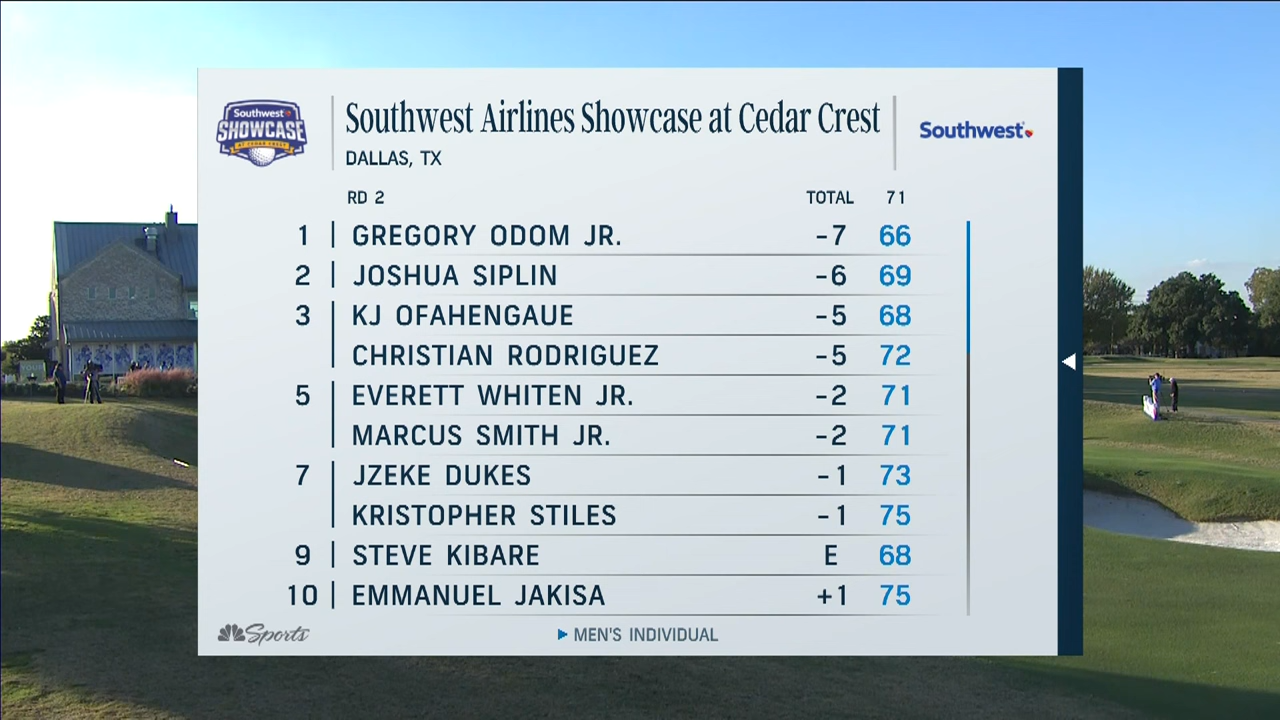 Southwest
SHOWCASE
AT CEDAR CREST
Southwest Airlines Showcase at Cedar Crest
DALLAS, TX
Southwest
RD 2 TOTAL 71
1 GREGORY ODOM JR. -7 66
2 JOSHUA SIPLIN -6 69
3 KJ OFAHENGAUE -5 68
CHRISTIAN RODRIGUEZ -5 72
5 EVERETT WHITEN JR. -2 71
MARCUS SMITH JR. -2 71
7 JZEKE DUKES -1 73
KRISTOPHER STILES -1 75
9 STEVE KIBARE E 68
10 EMMANUEL JAKISA +1 75
Sports
MEN'S INDIVIDUAL